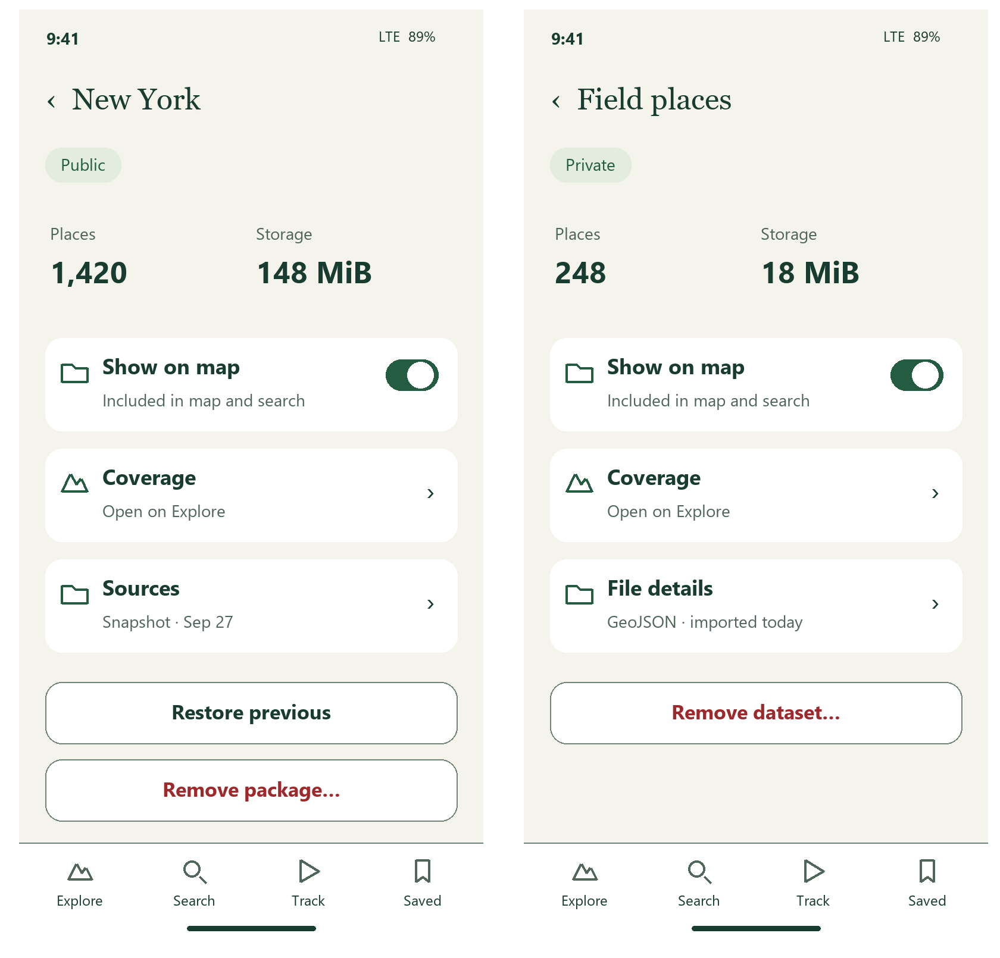 9:41
LTE 89%
‹ New York
Public
Places
Storage
1,420
148 MiB
Show on map
Included in map and search
Coverage
Open on Explore
›
Sources
Snapshot · Sep 27
›
Restore previous
Remove package…
Explore
Search
Track
Saved
9:41
LTE 89%
‹ Field places
Private
Places
Storage
248
18 MiB
Show on map
Included in map and search
Coverage
Open on Explore
›
File details
GeoJSON · imported today
›
Remove dataset…
Explore
Search
Track
Saved